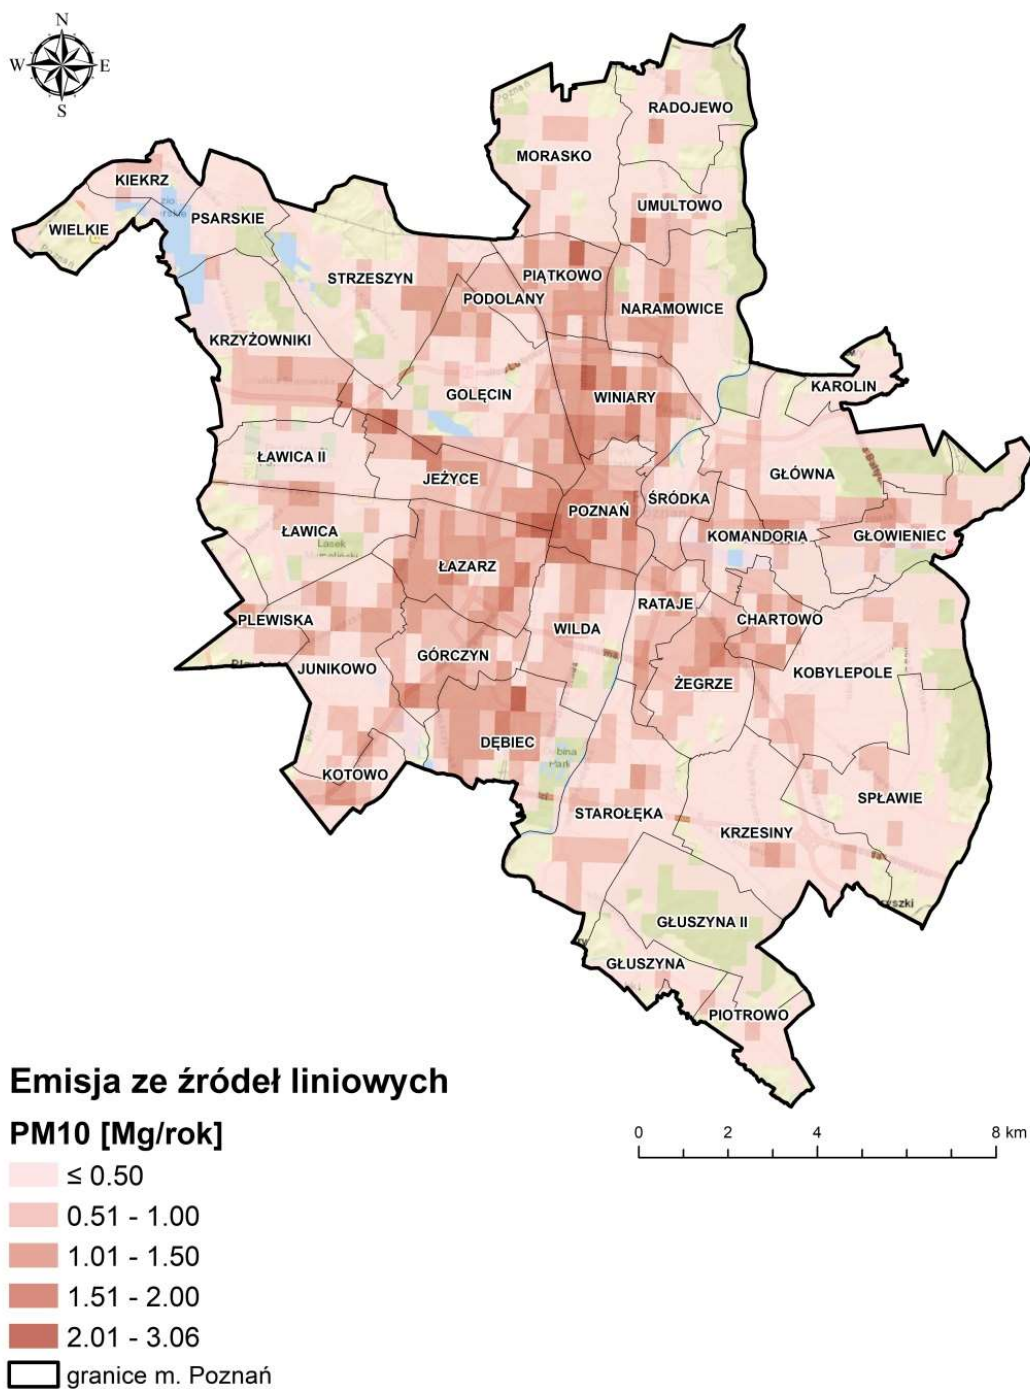 N
W E
S
RADOJEWO
MORASKO
KIEKRZ
UMULTOWO
PSARSKIE
WIELKIE
PIĄTKOWO
STRZESZYN
PODOLANY
NARAMOWICE
KRZYŻOWNIKI
KAROLIN
GOLĘCIN
WINIARY
ŁAWICA II
GŁÓWNA
JEŻYCE
ŚRÓDKA
POZNAŃ
ŁAWICA
KOMANDORIA
GŁOWIENIEC
Lasek
ŁAZARZ
RATAJE
PLEWISKA
WILDA
CHARTOWO
GÓRCZYN
JUNIKOWO
KOBYLEPOLE
ŻEGRZE
DĘBIEC
KOTOWO
SPŁAWIE
STAROŁĘKA
KRZESINY
GŁUSZYNA II
GŁUSZYNA
PIOTROWO
Emisja ze źródeł liniowych
PM10 [Mg/rok]
≤ 0.50
0.51 - 1.00
1.01 - 1.50
1.51 - 2.00
2.01 - 3.06
granice m. Poznań
0 2 4 8 km